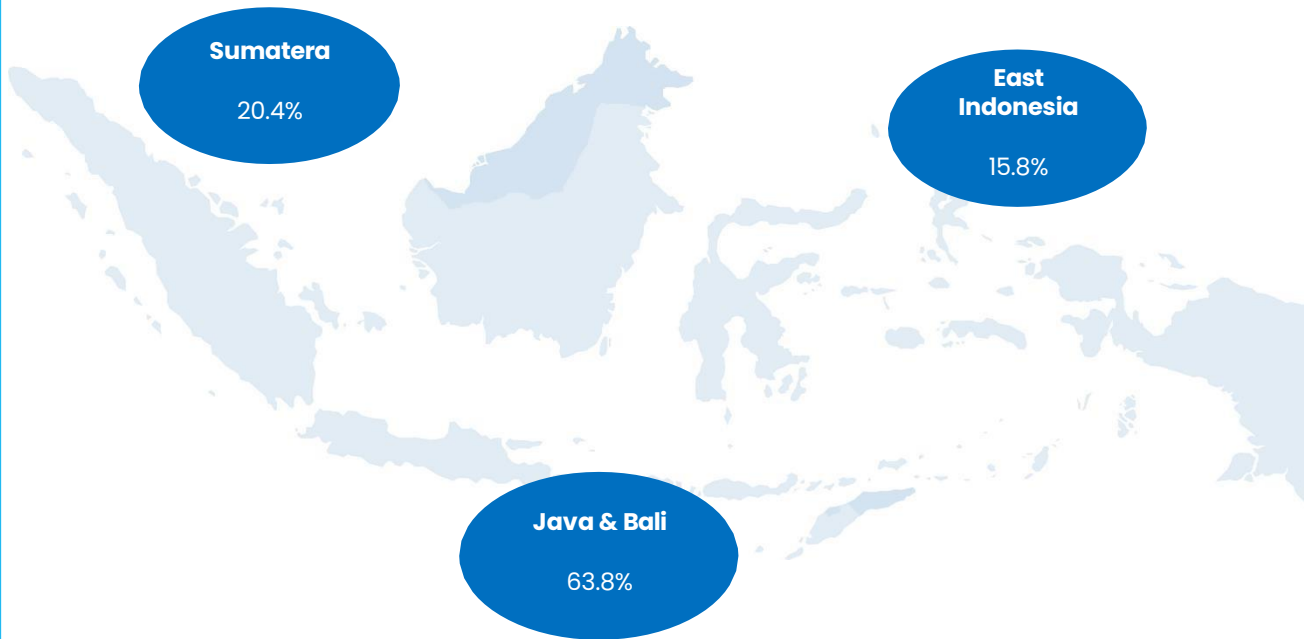 Sumatera
20.4%
East
Indonesia
15.8%
Java & Bali
63.8%